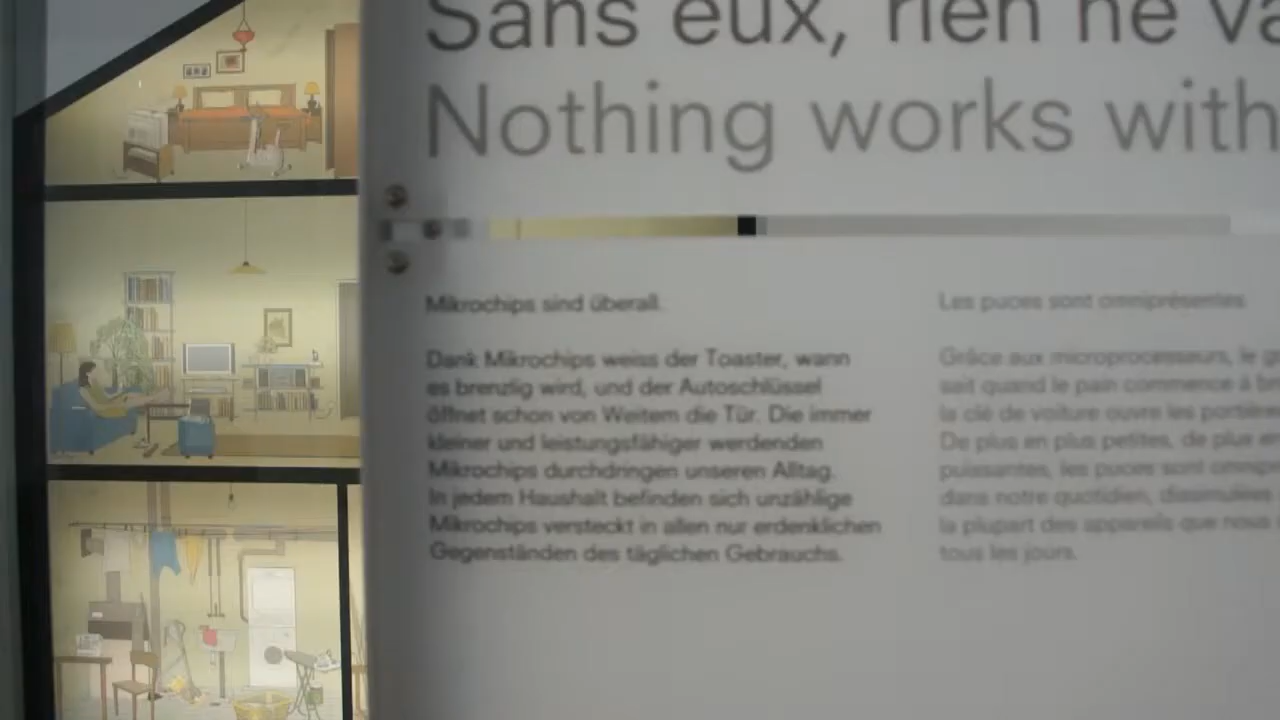 Sans eux, rien ne va
Nothing works with
Mikrochips sind überall.
Dank Mikrochips weiss der Toaster, wann
es brenzlig wird, und der Autoschlüssel
öffnet schon von Weitem die Tür. Die immer
kleiner und leistungsfähiger werdenden
Mikrochips durchdringen unseren Alltag.
In jedem Haushalt befinden sich unzählige
Mikrochips versteckt in allen nur erdenklichen
Gegenständen des täglichen Gebrauchs.
Les puces sont omniprésentes
Grâce aux microprocesseurs, le g
sait quand le pain commence à br
la clé de voiture ouvre les portière
De plus en plus petites, de plus en
puissantes, les puces sont omnipr
dans notre quotidien, dissimulées
la plupart des appareils que nous
tous les jours.